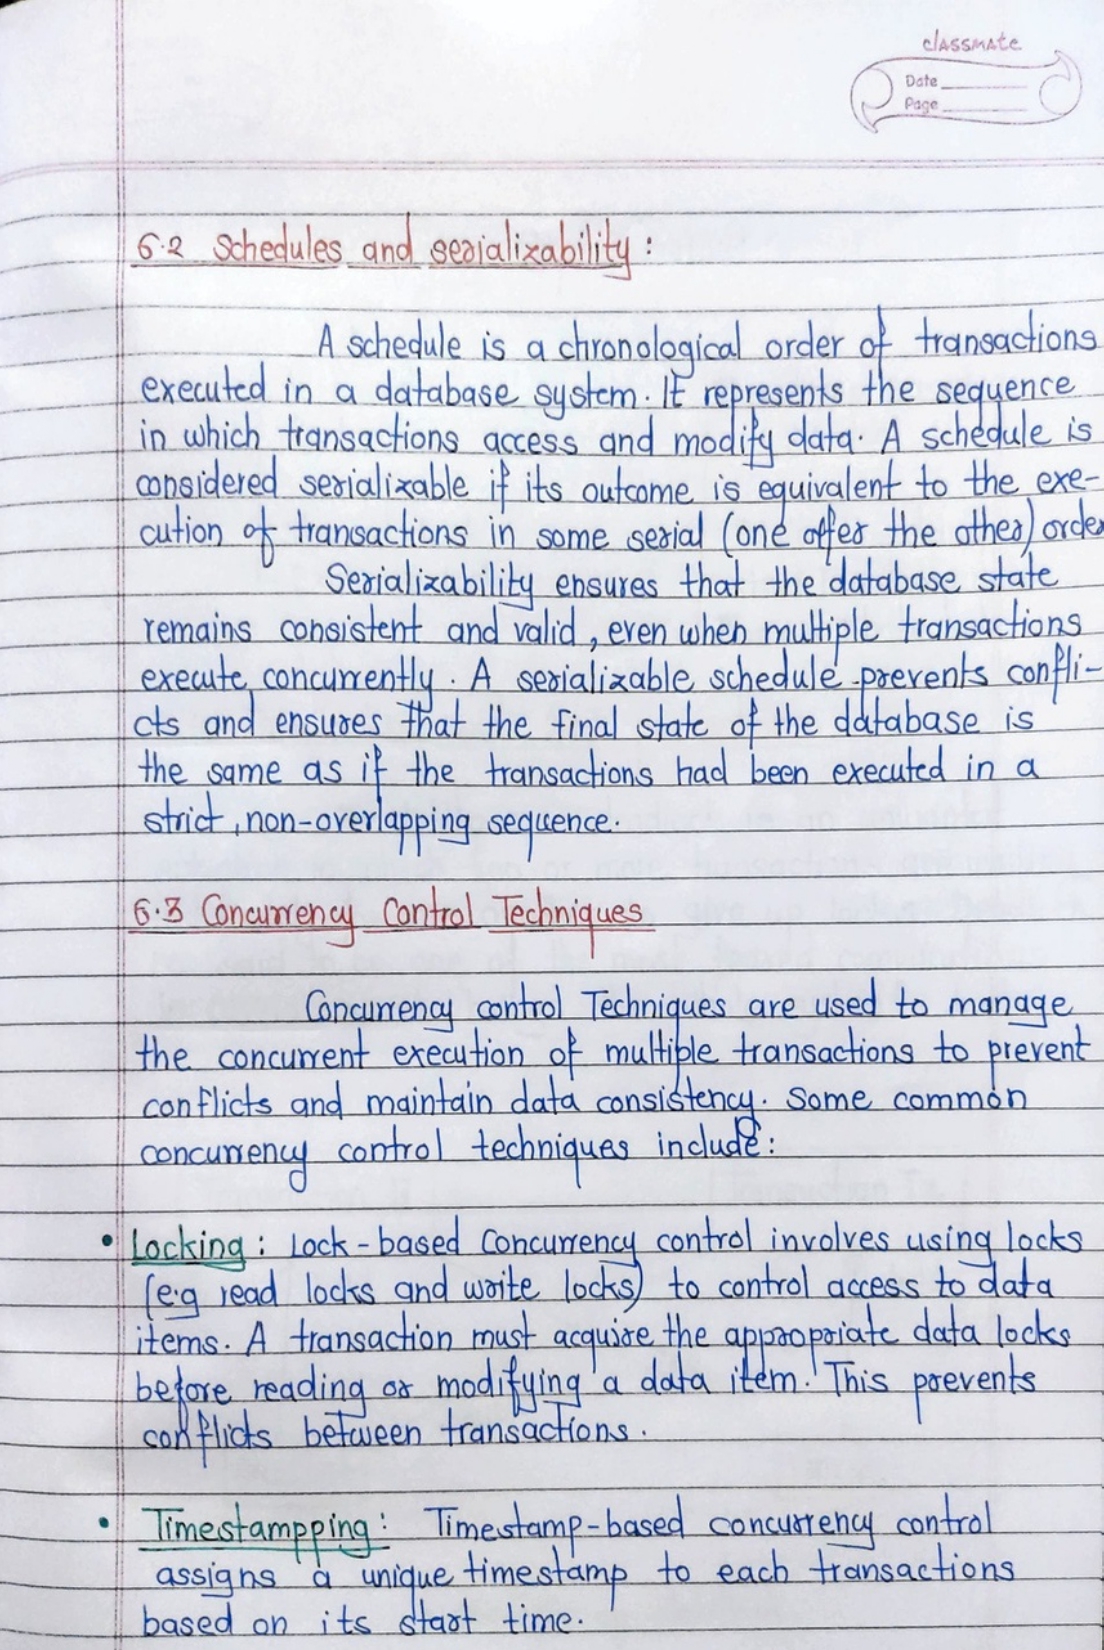 classmate
Date
Page
6.2 Schedules and serializability :
A schedule is a chronological order of transactions
executed in a database system. It represents the sequence
in which transactions access and modify data. A schedule is
considered serializable if its outcome is equivalent to the exe-
cution of transactions in some serial (one offer the other) order
Serializability ensures that the database state
remains consistent and valid, even when multiple transactions
execute concurrently. A serializable schedule prevents confli-
cts and ensures that the final state of the database is
the same as if the transactions had been executed in a
strict, non-overlapping sequence.
6.3 Concurrency Control Techniques
Concurrency control Techniques are used to manage
the concurrent execution of multiple transactions to prevent
conflicts and maintain data consistency. Some common
concurrency control techniques include:
• Locking : Lock-based Concurrency control involves using locks
(e.g read locks and write locks) to control access to data
items. A transaction must acquire the appropriate data locks
before reading or modifying a data item. This prevents
conflicts between transactions.
• Timestampping : Timestamp-based concurrency control
assigns a unique timestamp to each transactions
based on its start time.